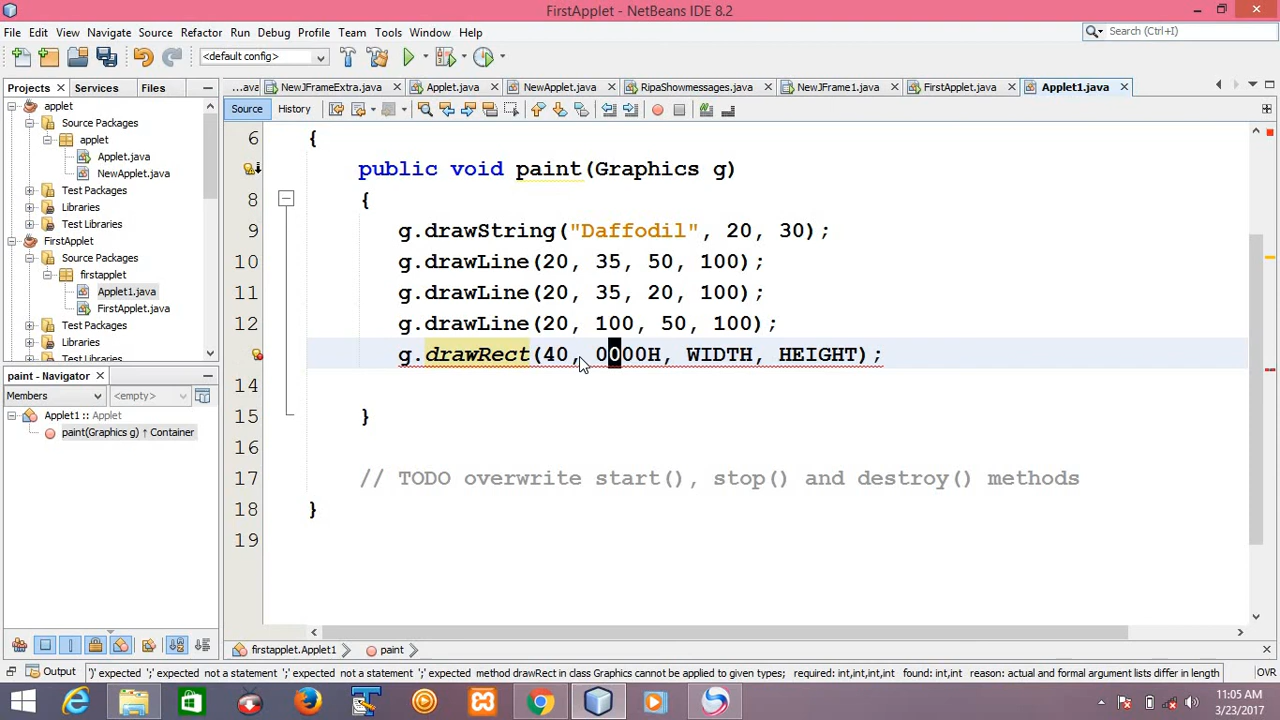 FirstApplet - NetBeans IDE 8.2
File Edit View Navigate Source Refactor Run Debug Profile Team Tools Window Help
Search (Ctrl+I)
<default config>
Projects Services Files
...ava NewJFrameExtra.java Applet.java NewApplet.java RipaShowmessages.java NewJFrame1.java FirstApplet.java Applet1.java
Source History
applet
Source Packages
applet
Applet.java
NewApplet.java
Test Packages
Libraries
Test Libraries
FirstApplet
Source Packages
firstapplet
Applet1.java
FirstApplet.java
Test Packages
Libraries
Test Libraries
paint - Navigator
Members <empty>
Applet1 :: Applet
paint(Graphics g) ↑ Container
6 {
public void paint(Graphics g)
8 {
9 g.drawString("Daffodil", 20, 30);
10 g.drawLine(20, 35, 50, 100);
11 g.drawLine(20, 35, 20, 100);
12 g.drawLine(20, 100, 50, 100);
g.drawRect(40, 0000H, WIDTH, HEIGHT);
14
15 }
16
17 // TODO overwrite start(), stop() and destroy() methods
18 }
19
firstapplet.Applet1 paint
Output ')' expected ';' expected not a statement ';' expected not a statement ';' expected method drawRect in class Graphics cannot be applied to given types; required: int,int,int,int found: int,int reason: actual and formal argument lists differ in length OVR
11:05 AM
3/23/2017